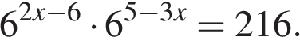 6^{2x−6} · 6^{5−3x} = 216.